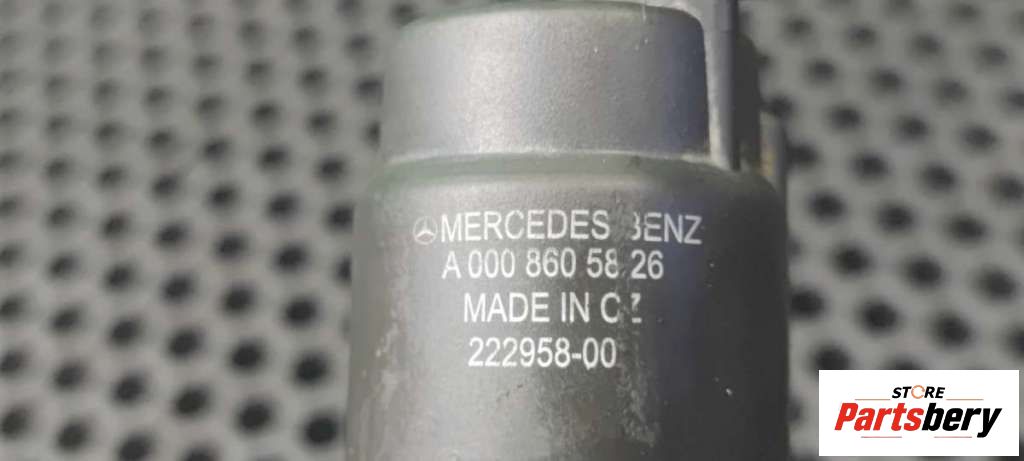 MERCEDES BENZ
A 000 860 58 26
MADE IN CZ
222958-00
STORE
Partsbery